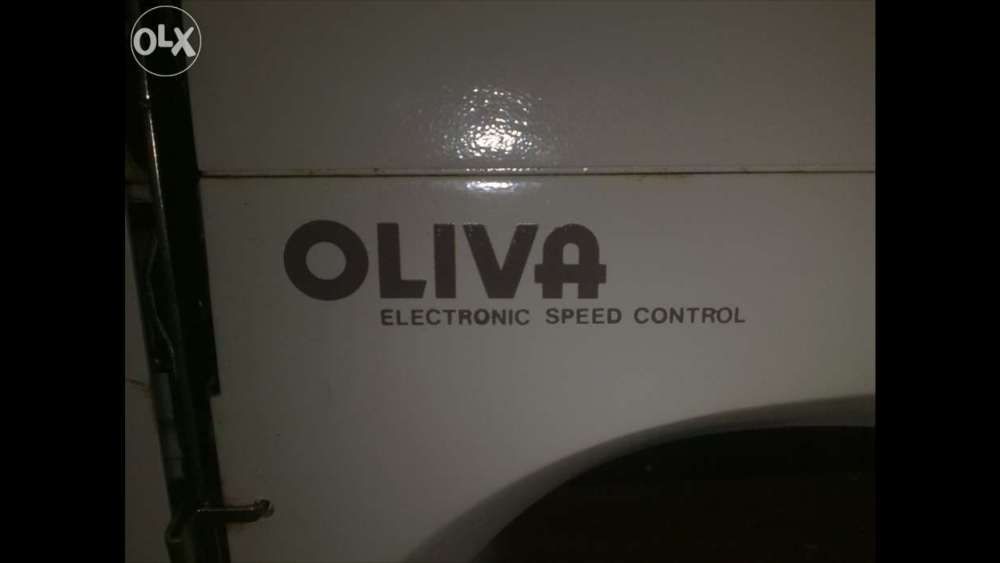 OLX
OLIVA
ELECTRONIC SPEED CONTROL